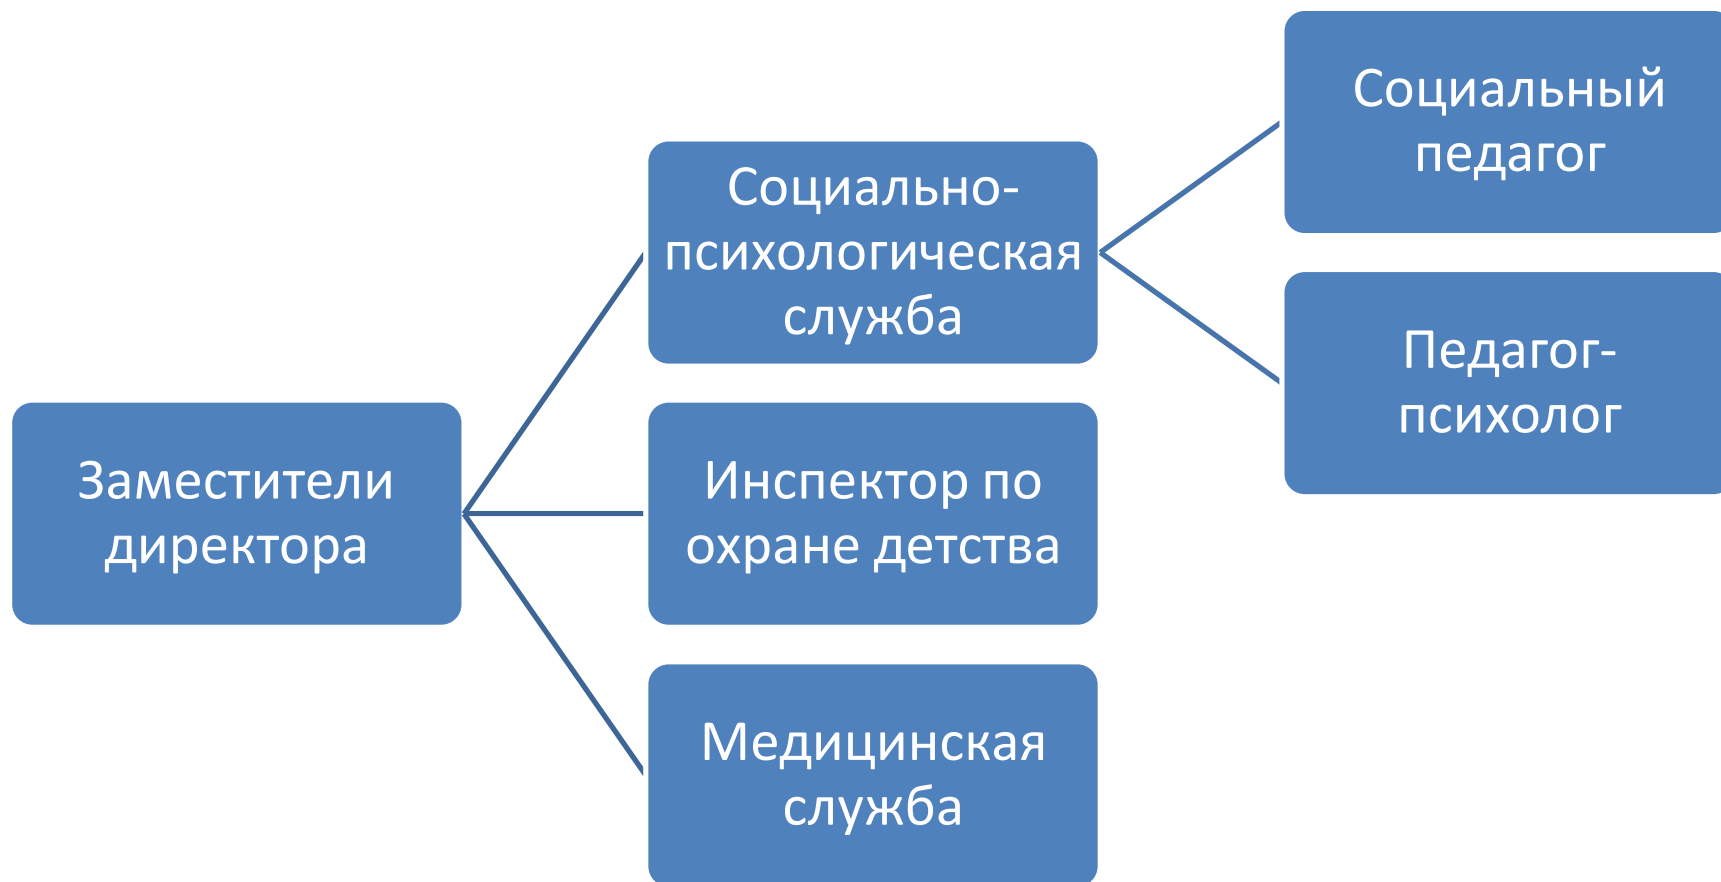 Заместители
директора
Социально-
психологическая
служба
Инспектор по
охране детства
Медицинская
служба
Социальный
педагог
Педагог-
психолог